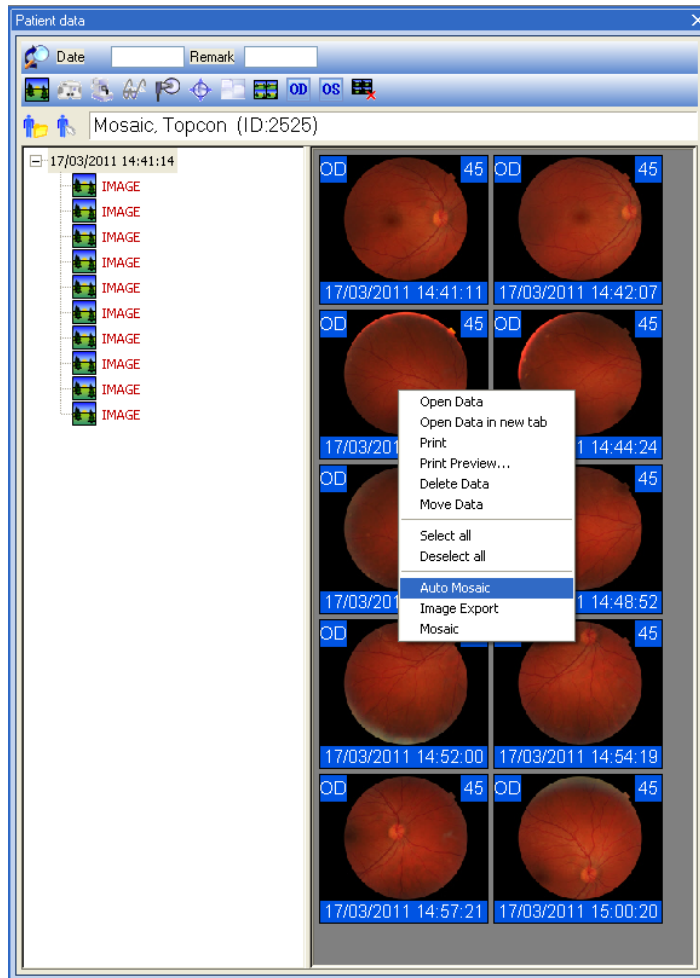 Patient data
Date Remark
OD OS
Mosaic, Topcon (ID:2525)
17/03/2011 14:41:14
IMAGE
IMAGE
IMAGE
IMAGE
IMAGE
IMAGE
IMAGE
IMAGE
IMAGE
IMAGE
OD 45 OD 45
17/03/2011 14:41:11 17/03/2011 14:42:07
OD 45 OD 45
17/03/201 1 14:44:24
OD 45
17/03/201 1 14:48:52
OD 45
17/03/2011 14:52:00 17/03/2011 14:54:19
OD 45 OD 45
17/03/2011 14:57:21 17/03/2011 15:00:20
Open Data
Open Data in new tab
Print
Print Preview...
Delete Data
Move Data
Select all
Deselect all
Auto Mosaic
Image Export
Mosaic